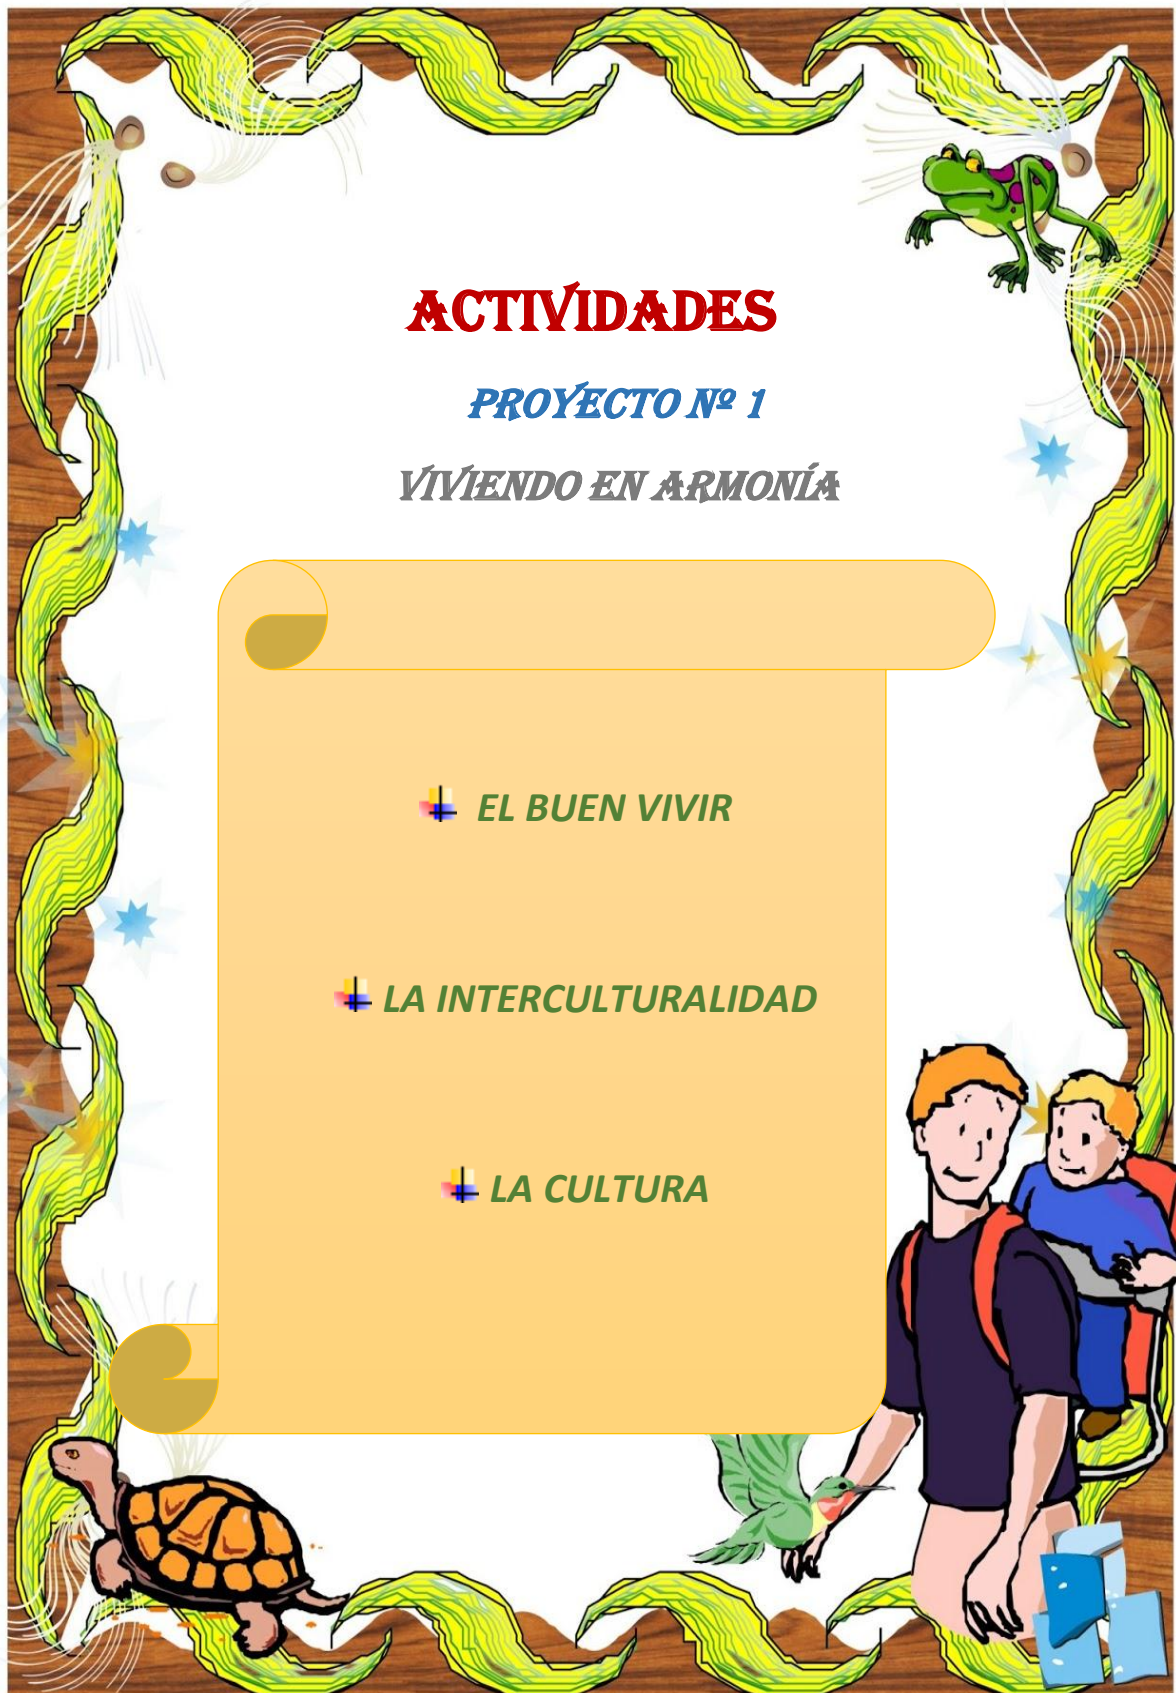 ACTIVIDADES
PROYECTO Nº 1
VIVIENDO EN ARMONÍA
EL BUEN VIVIR
LA INTERCULTURALIDAD
LA CULTURA